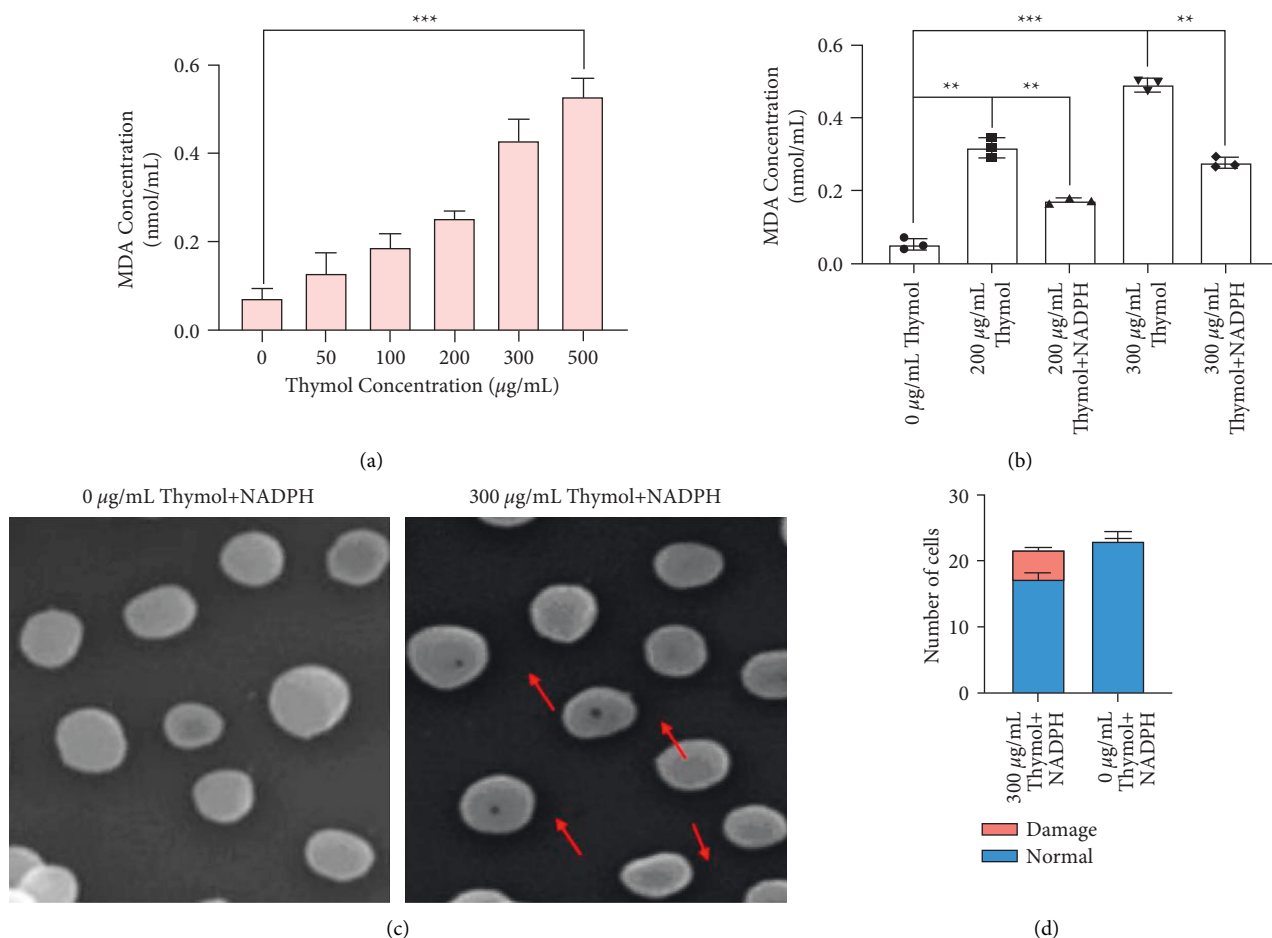 ***
0.6
0.4
0.2
0.0
MDA Concentration
(nmol/mL)
0
50
100
200
300
500
Thymol Concentration (µg/mL)
(a)
***
**
**
**
0.6
0.4
0.2
0.0
MDA Concentration
(nmol/mL)
0 µg/mL Thymol
200 µg/mL
Thymol
200 µg/mL
Thymol+NADPH
300 µg/mL
Thymol
300 µg/mL
Thymol+NADPH
(b)
0 µg/mL Thymol+NADPH
300 µg/mL Thymol+NADPH
(c)
30
20
10
0
Number of cells
300 µg/mL
Thymol+
NADPH
0 µg/mL
Thymol+
NADPH
Damage
Normal
(d)